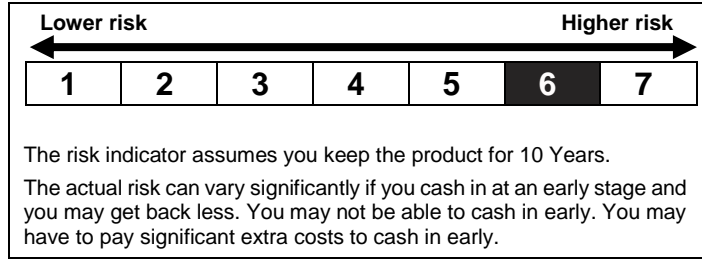 Lower risk Higher risk
1 2 3 4 5 6 7
The risk indicator assumes you keep the product for 10 Years.
The actual risk can vary significantly if you cash in at an early stage and
you may get back less. You may not be able to cash in early. You may
have to pay significant extra costs to cash in early.